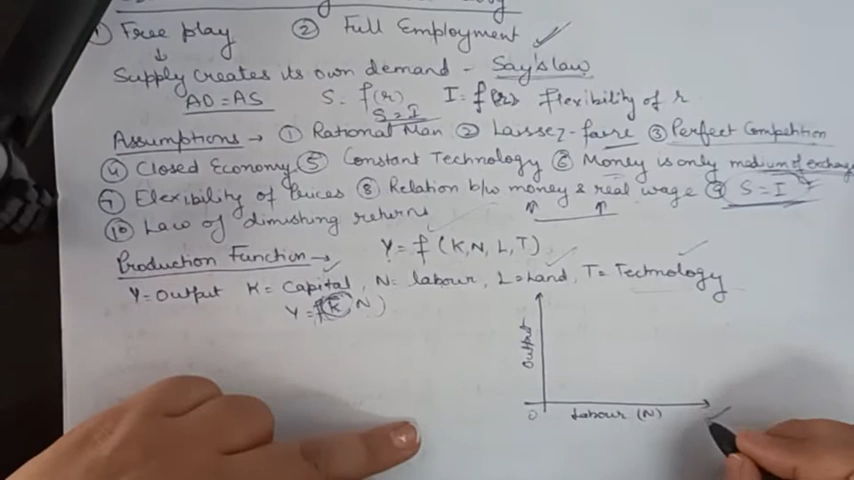 ① Free play ② Full Employment
Supply creates its own demand - Say's law
AD = AS S = f(r) I = f(r) flexibility of r
S = I
Assumptions → ① Rational Man ② Laissez-faire ③ Perfect Competition
④ Closed Economy ⑤ Constant Technology ⑥ Money is only medium of exchange
⑦ Flexibility of Prices ⑧ Relation b/w money & real wage ⑨ S = I
⑩ Law of diminishing returns
Production Function → Y = f (K, N, L, T)
Y = Output K = Capital, N = labour, L = Land, T = Technology
Y = f(K N)
Output
O Labour (N)